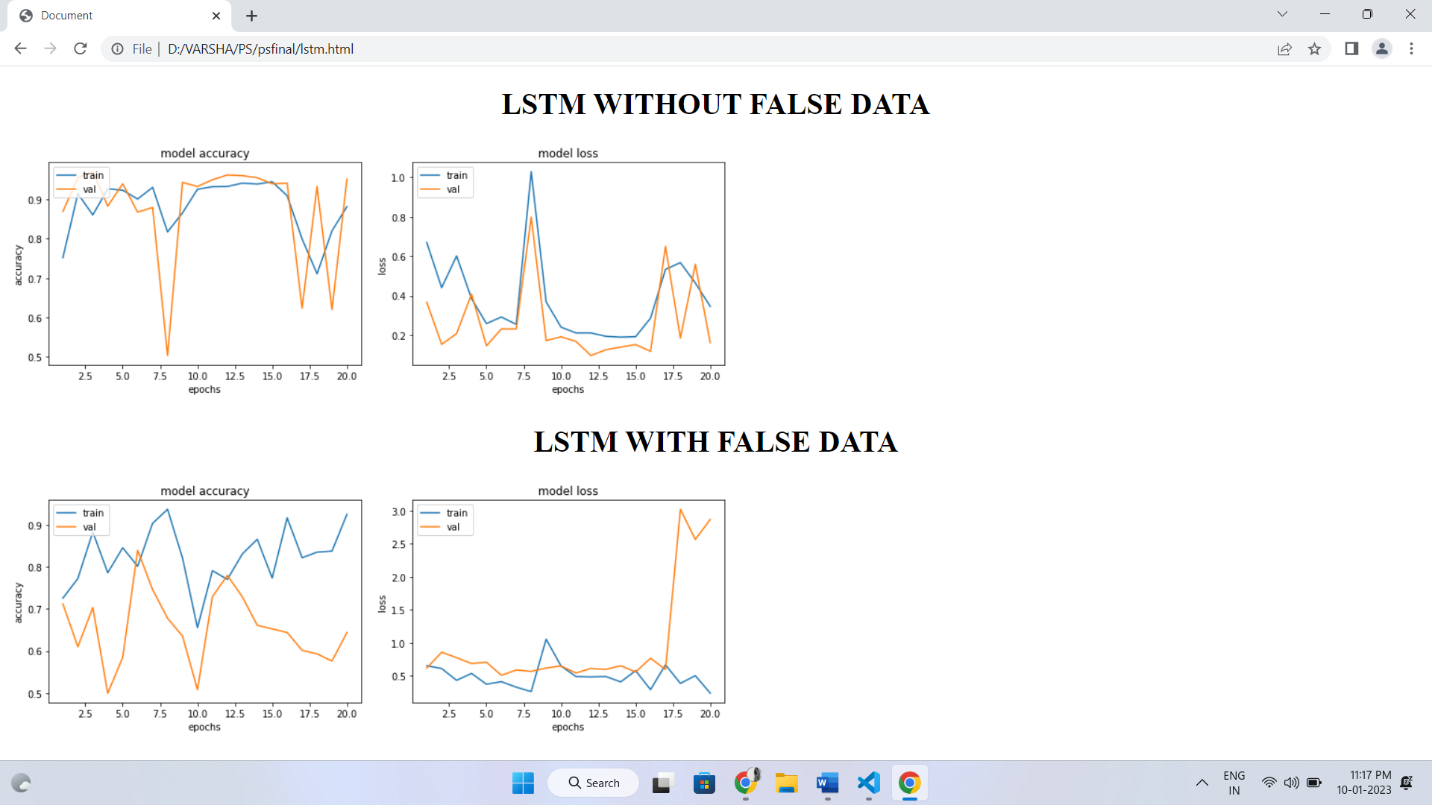 Document
File | D:/VARSHA/PS/psfinal/lstm.html
LSTM WITHOUT FALSE DATA
model accuracy
train
val
0.9
0.8
0.7
0.6
0.5
accuracy
2.5 5.0 7.5 10.0 12.5 15.0 17.5 20.0
epochs
model loss
train
val
1.0
0.8
0.6
0.4
0.2
loss
2.5 5.0 7.5 10.0 12.5 15.0 17.5 20.0
epochs
LSTM WITH FALSE DATA
model accuracy
train
val
0.9
0.8
0.7
0.6
0.5
accuracy
2.5 5.0 7.5 10.0 12.5 15.0 17.5 20.0
epochs
model loss
train
val
3.0
2.5
2.0
1.5
1.0
0.5
loss
2.5 5.0 7.5 10.0 12.5 15.0 17.5 20.0
epochs
Search
ENG
IN
11:17 PM
10-01-2023